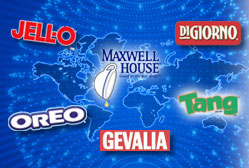 JELL-O
DIGIORNO
MAXWELL
HOUSE
OREO
Tang
GEVALIA